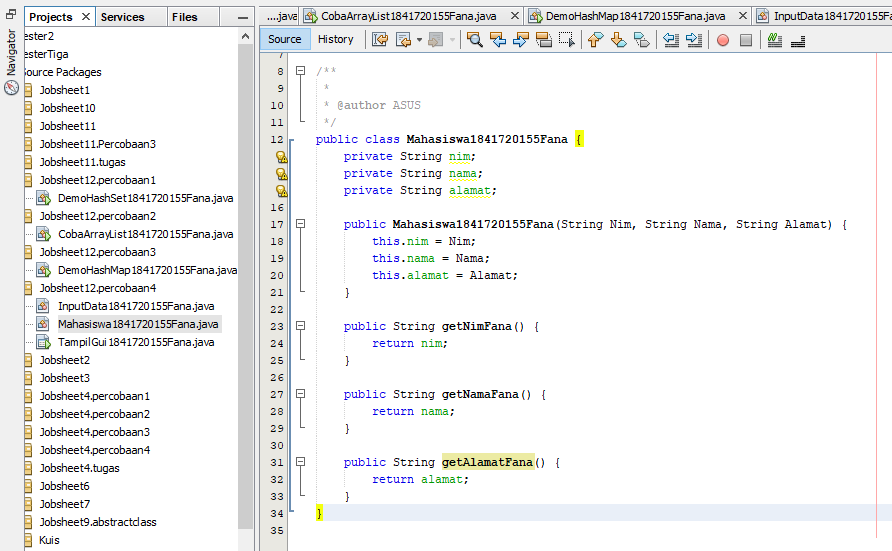 Projects
Services
Files
Navigator
ester2
esterTiga
Source Packages
Jobsheet1
Jobsheet10
Jobsheet11
Jobsheet11.Percobaan3
Jobsheet11.tugas
Jobsheet12.percobaan1
DemoHashSet1841720155Fana.java
Jobsheet12.percobaan2
CobaArrayList1841720155Fana.java
Jobsheet12.percobaan3
DemoHashMap1841720155Fana.java
Jobsheet12.percobaan4
InputData1841720155Fana.java
Mahasiswa1841720155Fana.java
TampilGui1841720155Fana.java
Jobsheet2
Jobsheet3
Jobsheet4.percobaan1
Jobsheet4.percobaan2
Jobsheet4.percobaan3
Jobsheet4.percobaan4
Jobsheet4.tugas
Jobsheet6
Jobsheet7
Jobsheet9.abstractclass
Kuis
....java
CobaArrayList1841720155Fana.java
DemoHashMap1841720155Fana.java
InputData1841720155Fana
Source
History
7
8 /**
9 *
10 * @author ASUS
11 */
12 public class Mahasiswa1841720155Fana {
private String nim;
private String nama;
private String alamat;
16
17 public Mahasiswa1841720155Fana(String Nim, String Nama, String Alamat) {
18 this.nim = Nim;
19 this.nama = Nama;
20 this.alamat = Alamat;
21 }
22
23 public String getNimFana() {
24 return nim;
25 }
26
27 public String getNamaFana() {
28 return nama;
29 }
30
31 public String getAlamatFana() {
32 return alamat;
33 }
34 }
35